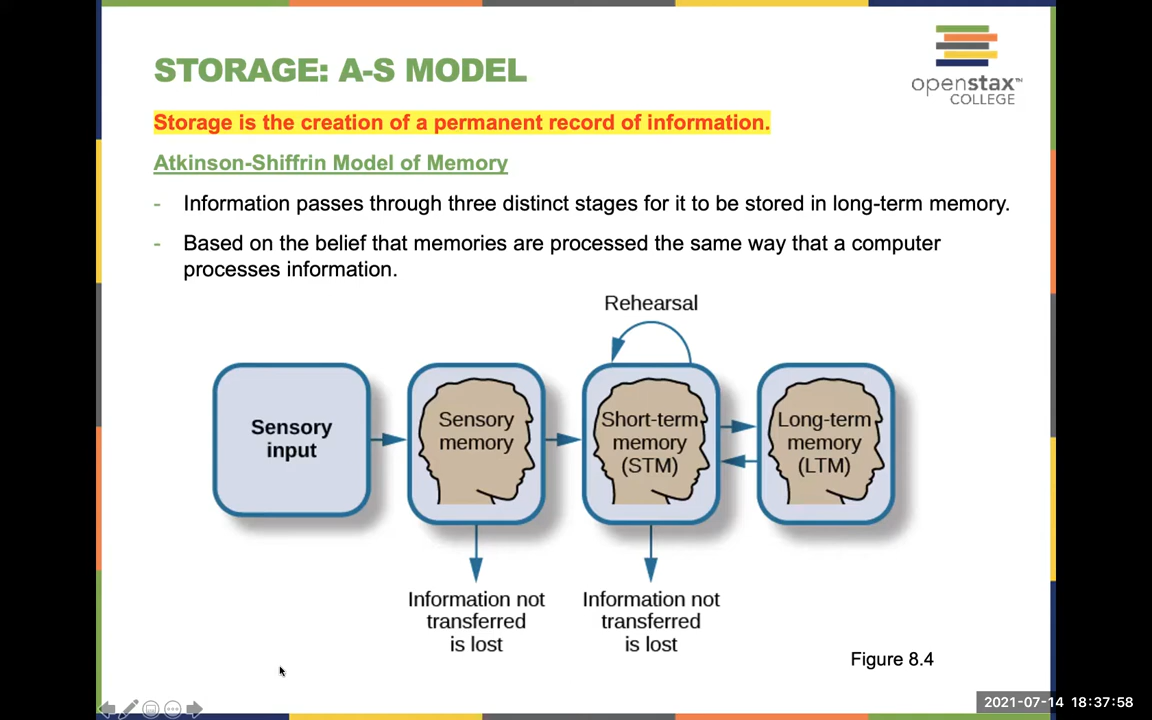 STORAGE: A-S MODEL
openstax™
COLLEGE
Storage is the creation of a permanent record of information.
Atkinson-Shiffrin Model of Memory
- Information passes through three distinct stages for it to be stored in long-term memory.
- Based on the belief that memories are processed the same way that a computer
processes information.
Rehearsal
Sensory
input
Sensory
memory
Short-term
memory
(STM)
Long-term
memory
(LTM)
Information not
transferred
is lost
Information not
transferred
is lost
Figure 8.4
2021-07-14 18:37:58